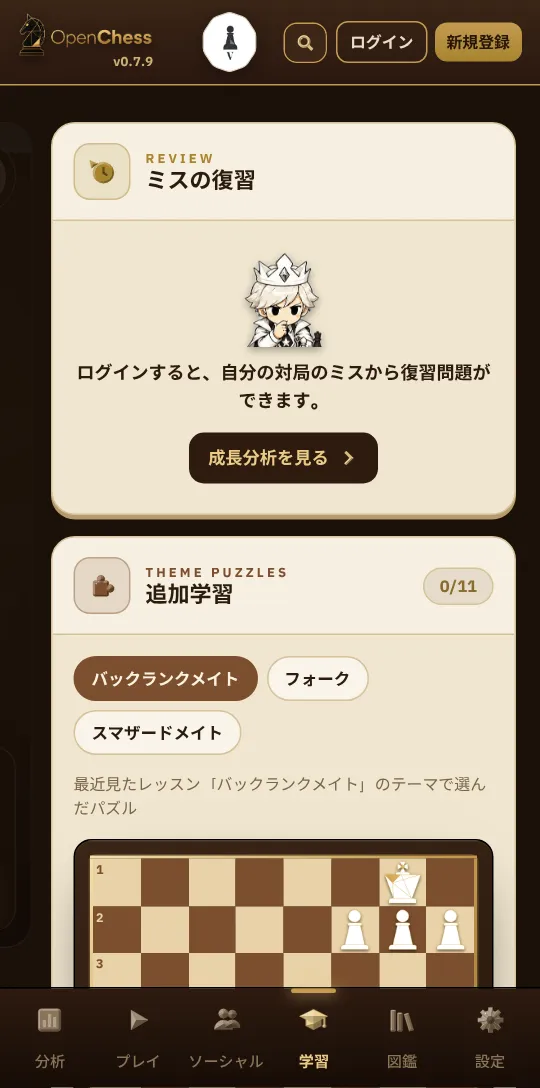 OpenChess
v0.7.9
V
ログイン
新規登録
REVIEW
ミスの復習
ログインすると、自分の対局のミスから復習問題が
できます。
成長分析を見る
THEME PUZZLES
追加学習
0/11
バックランクメイト
フォーク
スマザードメイト
最近見たレッスン「バックランクメイト」のテーマで選ん
だパズル
1
2
3
分析
プレイ
ソーシャル
学習
図鑑
設定